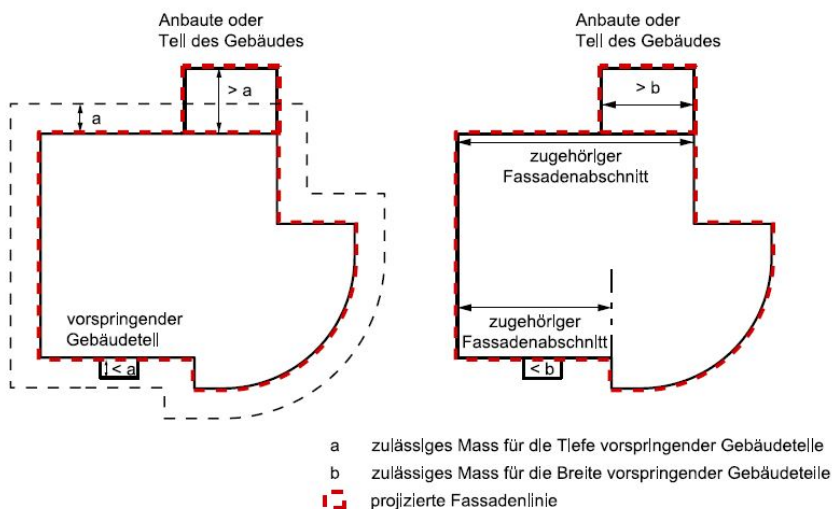 Anbaute oder
Teil des Gebäudes
> a
a
vorspringender
Gebäudeteil
< a
Anbaute oder
Teil des Gebäudes
> b
zugehöriger
Fassadenabschnitt
zugehöriger
Fassadenabschnitt
< b
a zulässiges Mass für die Tiefe vorspringender Gebäudeteile
b zulässiges Mass für die Breite vorspringender Gebäudeteile
projizierte Fassadenlinie